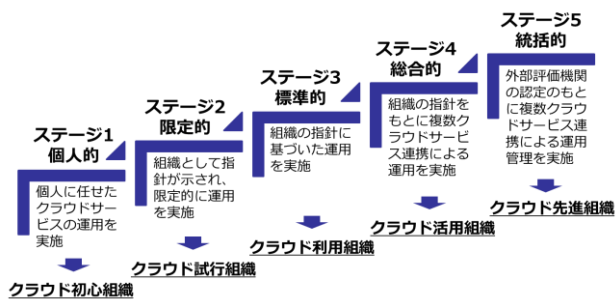 ステージ1
個人的
個人に任せた
クラウドサー
ビスの運用を
実施
クラウド初心組織
ステージ2
限定的
組織として指
針が示され、
限定的に運用
を実施
クラウド試行組織
ステージ3
標準的
組織の指針に
基づいた運用
を実施
クラウド利用組織
ステージ4
総合的
組織の指針を
もとに複数ク
ラウドサービ
ス連携による
運用を実施
クラウド活用組織
ステージ5
統括的
外部評価機関
の認定のもと
に複数クラウ
ドサービス連
携による運用
管理を実施
クラウド先進組織